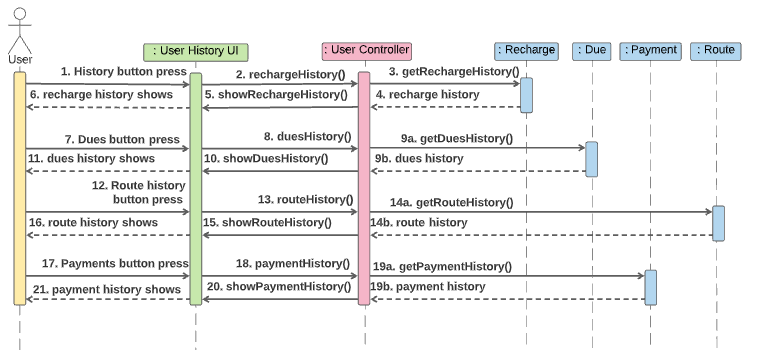 User
: User History UI
: User Controller
: Recharge
: Due
: Payment
: Route
1. History button press
2. rechargeHistory()
3. getRechargeHistory()
6. recharge history shows
5. showRechargeHistory()
4. recharge history
7. Dues button press
8. duesHistory()
9a. getDuesHistory()
11. dues history shows
10. showDuesHistory()
9b. dues history
12. Route history
button press
13. routeHistory()
14a. getRouteHistory()
16. route history shows
15. showRouteHistory()
14b. route history
17. Payments button press
18. paymentHistory()
19a. getPaymentHistory()
21. payment history shows
20. showPaymentHistory()
19b. payment history